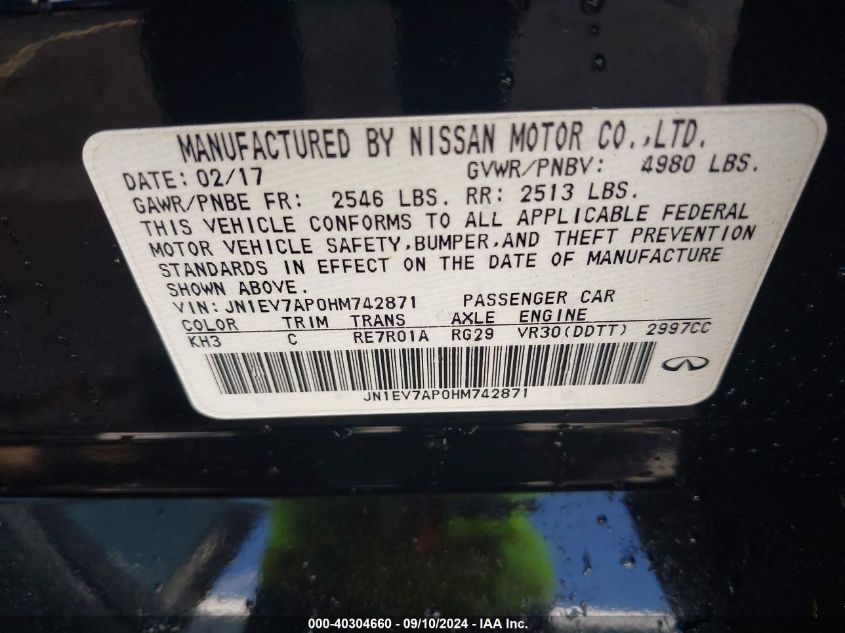 MANUFACTURED BY NISSAN MOTOR CO.,LTD.
DATE: 02/17 GVWR/PNBV: 4980 LBS.
GAWR/PNBE FR: 2546 LBS. RR: 2513 LBS.
THIS VEHICLE CONFORMS TO ALL APPLICABLE FEDERAL
MOTOR VEHICLE SAFETY,BUMPER,AND THEFT PREVENTION
STANDARDS IN EFFECT ON THE DATE OF MANUFACTURE
SHOWN ABOVE.
VIN: JN1EV7AP0HM742871 PASSENGER CAR
COLOR TRIM TRANS AXLE ENGINE
KH3 C RE7R01A RG29 VR30(DDTT) 2997CC
JN1EV7AP0HM742871
000-40304660 - 09/10/2024 - IAA Inc.